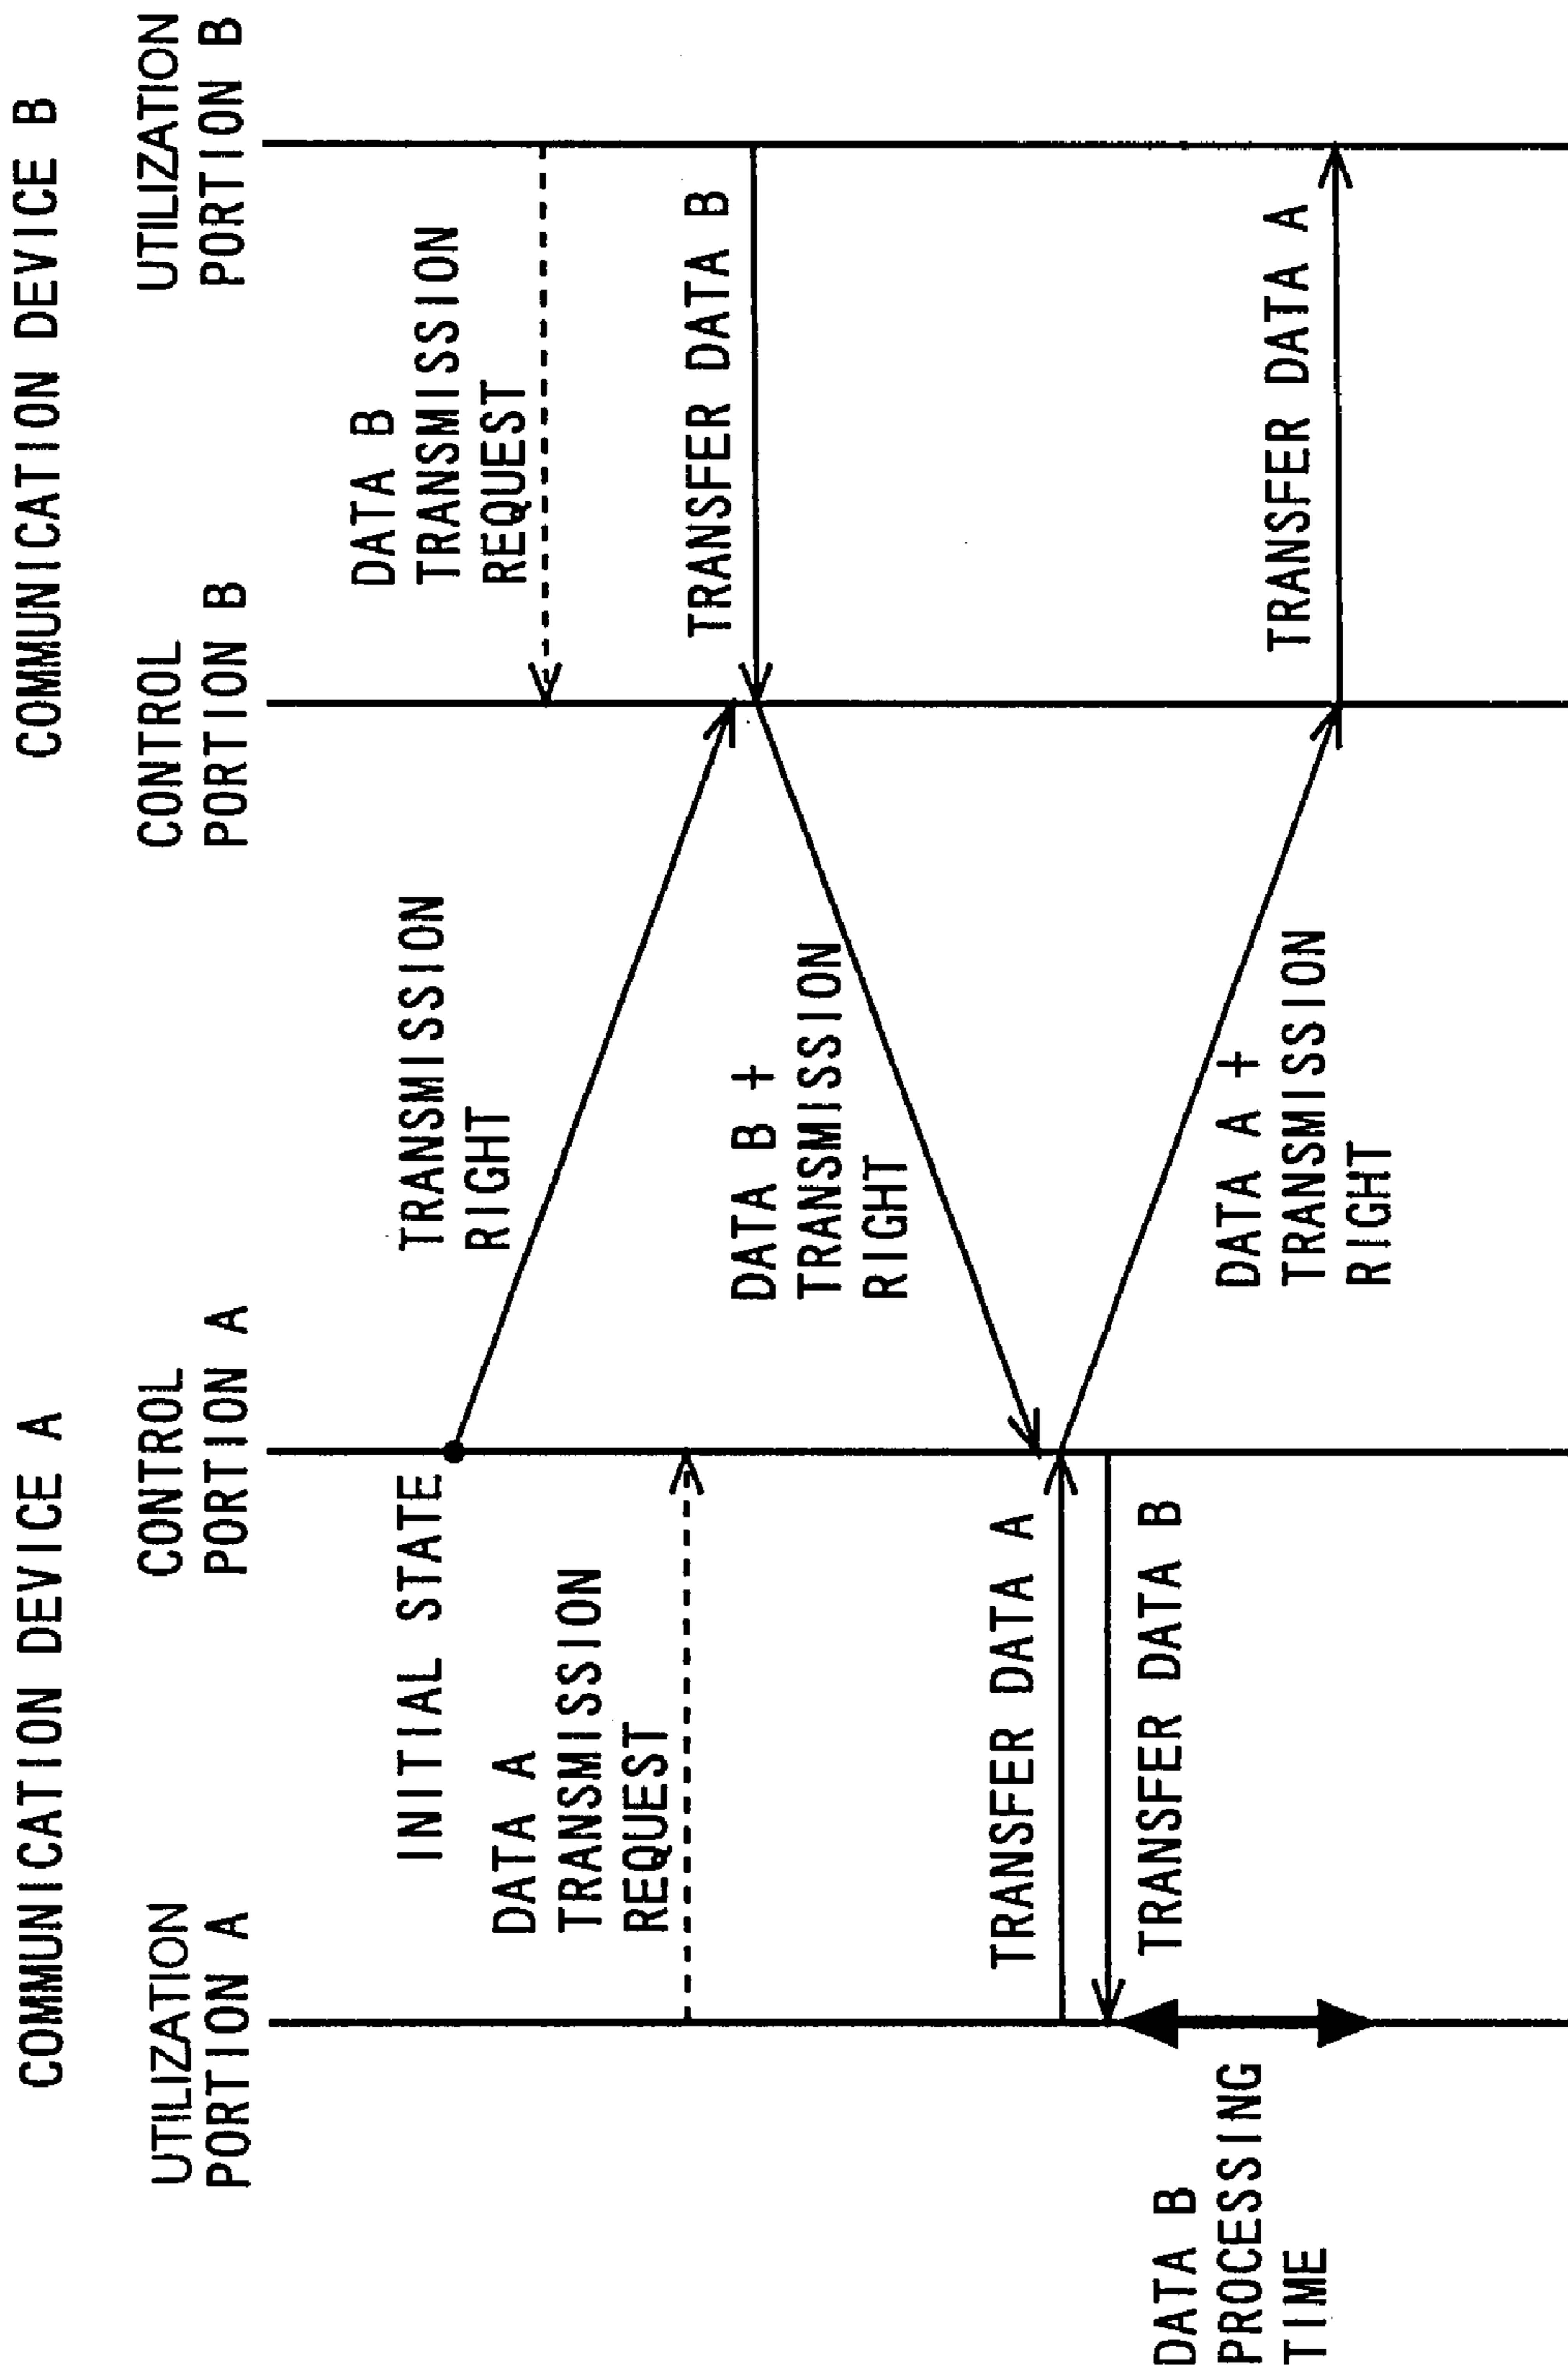 COMMUNICATION DEVICE A
COMMUNICATION DEVICE B
UTILIZATION
PORTION A
CONTROL
PORTION A
CONTROL
PORTION B
UTILIZATION
PORTION B
INITIAL STATE
TRANSMISSION
RIGHT
DATA B
TRANSMISSION
REQUEST
DATA A
TRANSMISSION
REQUEST
TRANSFER DATA B
DATA B +
TRANSMISSION
RIGHT
TRANSFER DATA A
TRANSFER DATA B
DATA B
PROCESSING
TIME
DATA A +
TRANSMISSION
RIGHT
TRANSFER DATA A